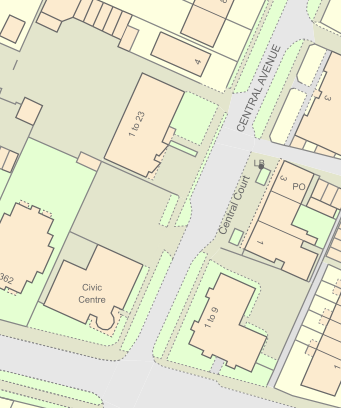 4
CENTRAL AVENUE
3
1 to 23
LB
3
PO
Central Court
1
362
Civic
Centre
1 to 9
1